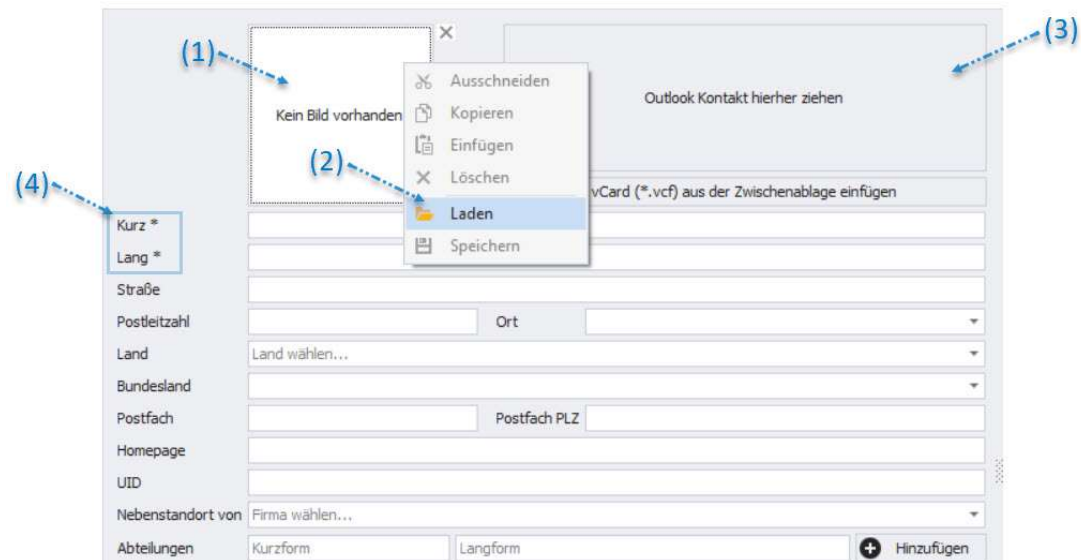 (1)
(3)
Kein Bild vorhanden
Outlook Kontakt hierher ziehen
Ausschneiden
Kopieren
Einfügen
(2)
Löschen
(4)
vCard (*.vcf) aus der Zwischenablage einfügen
Laden
Speichern
Kurz *
Lang *
Straße
Postleitzahl Ort
Land Land wählen...
Bundesland
Postfach Postfach PLZ
Homepage
UID
Nebenstandort von Firma wählen...
Abteilungen Kurzform Langform Hinzufügen